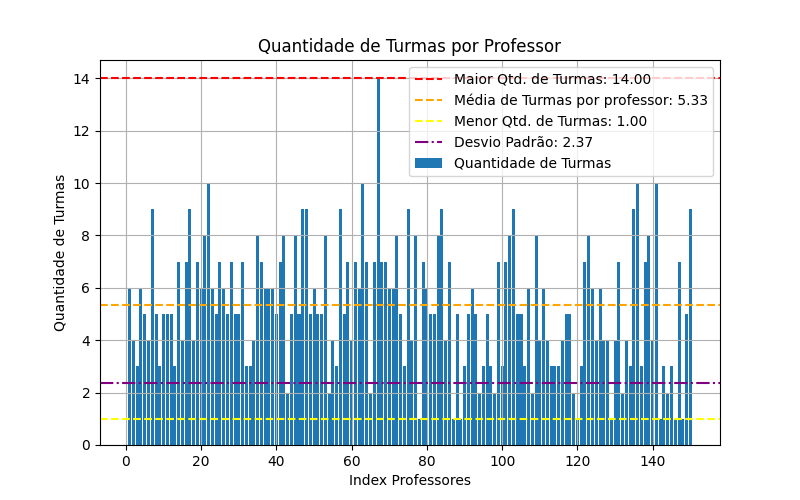 Quantidade de Turmas por Professor
Quantidade de Turmas
14
12
10
8
6
4
2
0
Maior Qtd. de Turmas: 14.00
Média de Turmas por professor: 5.33
Menor Qtd. de Turmas: 1.00
Desvio Padrão: 2.37
Quantidade de Turmas
0 20 40 60 80 100 120 140
Index Professores